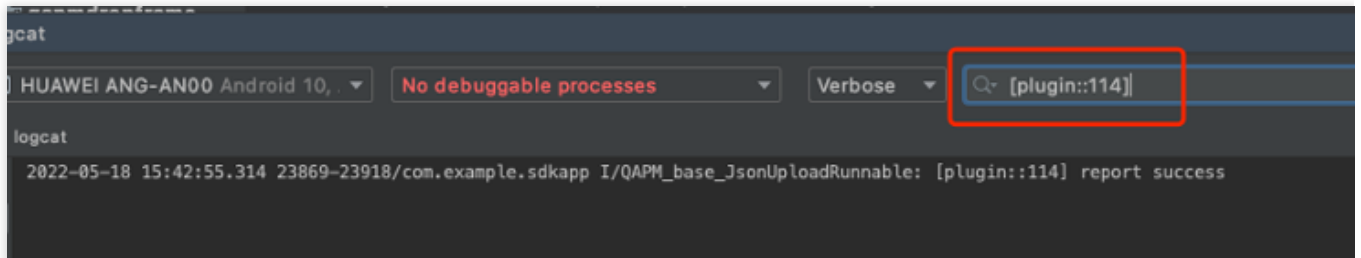 gcat
HUAWEI ANG-AN00 Android 10, . No debuggable processes Verbose [plugin::114]
logcat
2022-05-18 15:42:55.314 23869-23918/com.example.sdkapp I/QAPM_base_JsonUploadRunnable: [plugin::114] report success